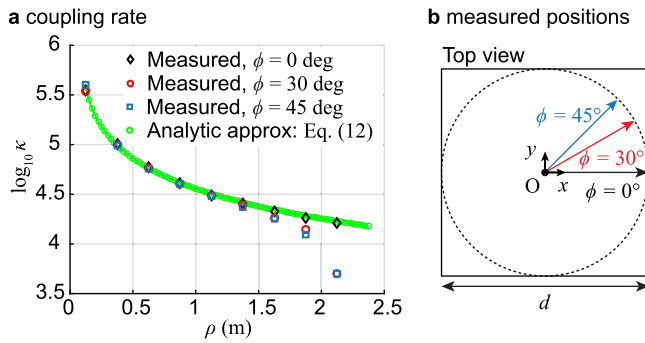 a coupling rate
log₁₀ κ
5.5
5
4.5
4
3.5
0
0.5
1
1.5
2
2.5
ρ (m)
Measured, ϕ = 0 deg
Measured, ϕ = 30 deg
Measured, ϕ = 45 deg
Analytic approx: Eq. (12)
b measured positions
Top view
ϕ = 45°
ϕ = 30°
y
O
x
ϕ = 0°
d